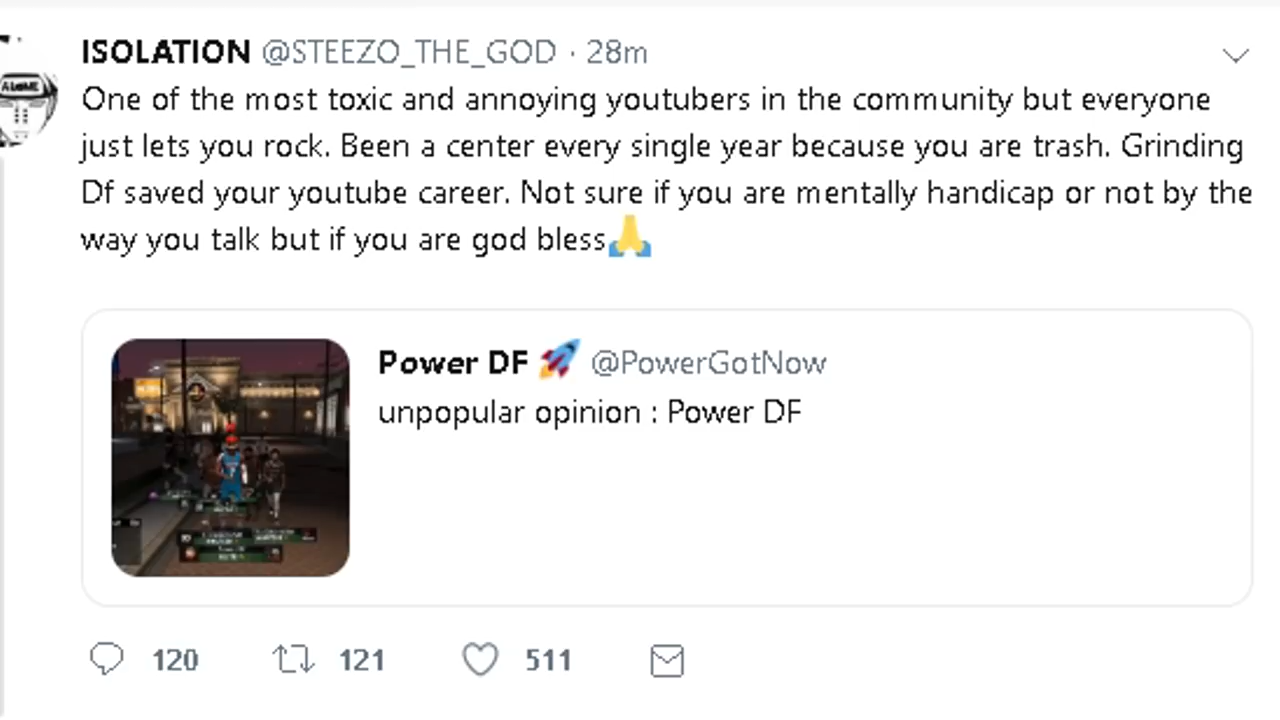 ISOLATION @STEEZO_THE_GOD · 28m
One of the most toxic and annoying youtubers in the community but everyone
just lets you rock. Been a center every single year because you are trash. Grinding
Df saved your youtube career. Not sure if you are mentally handicap or not by the
way you talk but if you are god bless🙏
Power DF 🚀 @PowerGotNow
unpopular opinion : Power DF
120 121 511